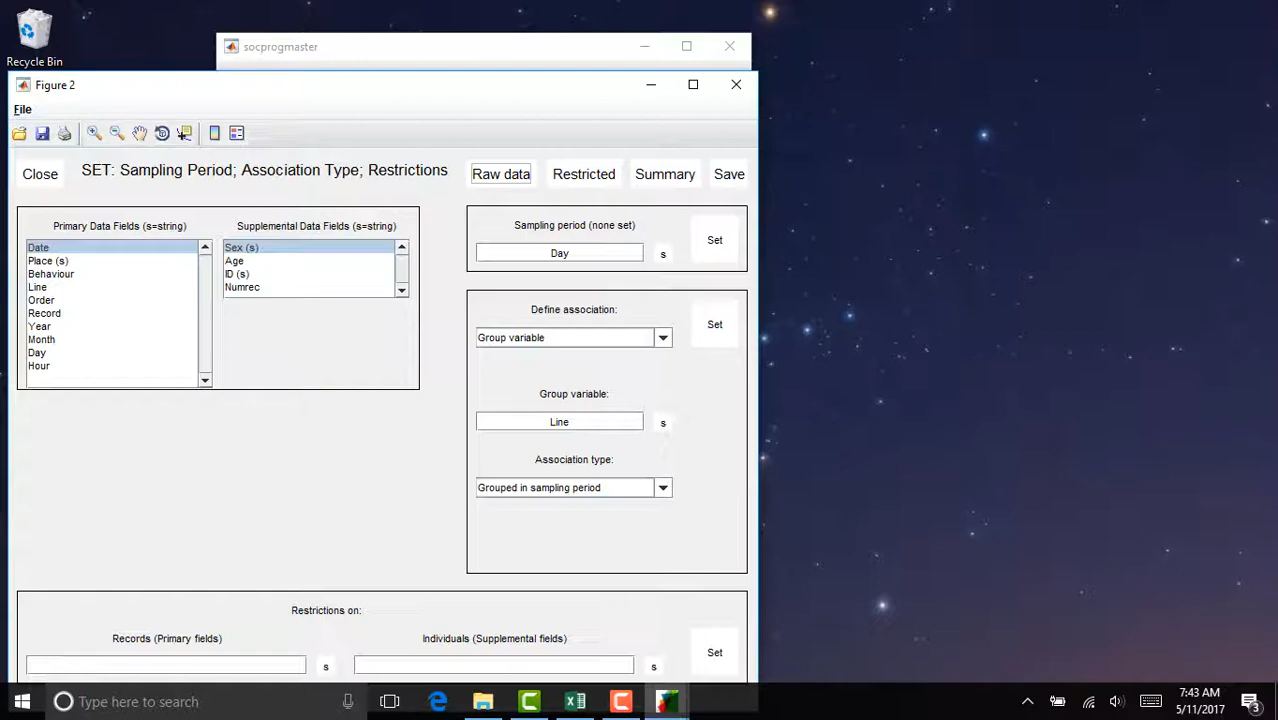 Recycle Bin
socprogmaster
Figure 2
File
Close
SET: Sampling Period; Association Type; Restrictions
Raw data
Restricted
Summary
Save
Primary Data Fields (s=string)
Date
Place (s)
Behaviour
Line
Order
Record
Year
Month
Day
Hour
Supplemental Data Fields (s=string)
Sex (s)
Age
ID (s)
Numrec
Sampling period (none set)
Day
s
Set
Define association:
Group variable
Set
Group variable:
Line
s
Association type:
Grouped in sampling period
Restrictions on:
Records (Primary fields)
s
Individuals (Supplemental fields)
s
Set
Type here to search
7:43 AM
5/11/2017
3